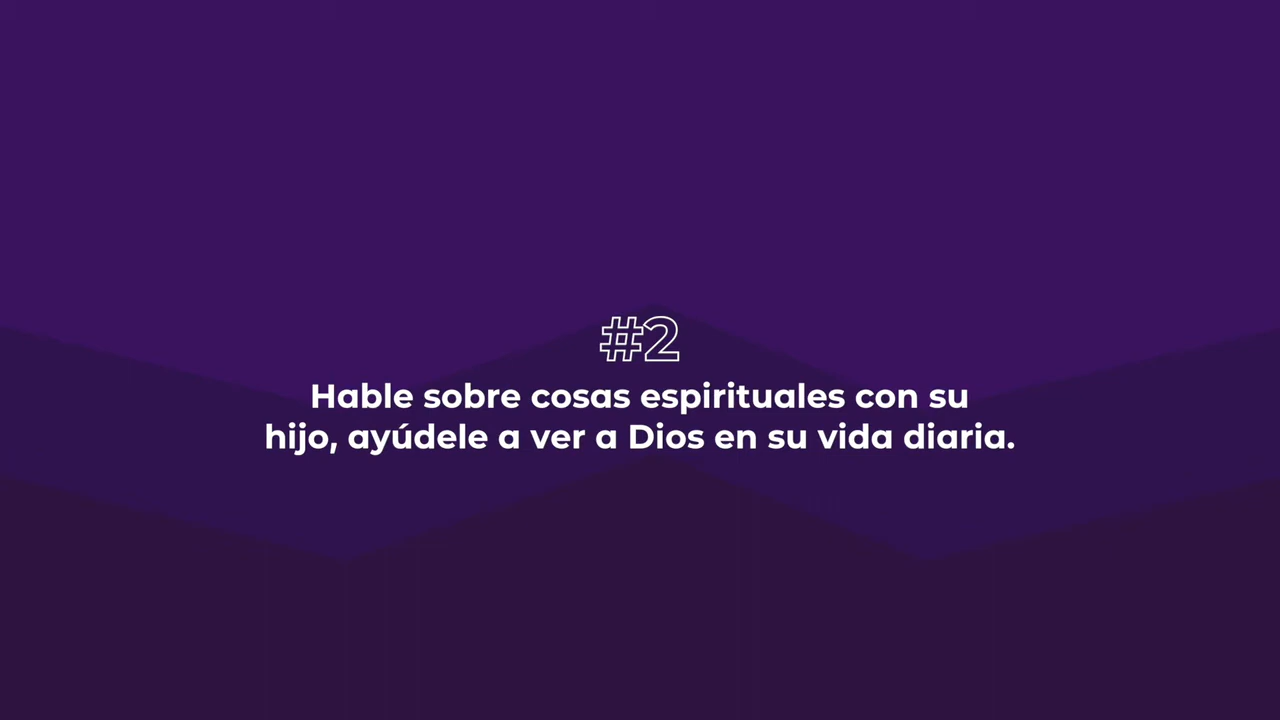 #2
Hable sobre cosas espirituales con su
hijo, ayúdele a ver a Dios en su vida diaria.